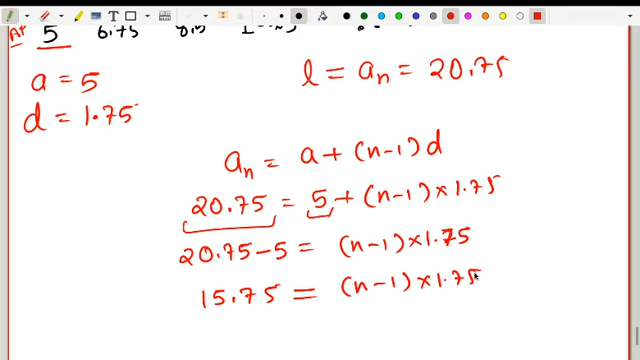 AP 5 6.75 8.5
a = 5
l = aₙ = 20.75
d = 1.75
aₙ = a + (n-1) d
20.75 = 5 + (n-1) × 1.75
20.75 - 5 = (n-1) × 1.75
15.75 = (n-1) × 1.75